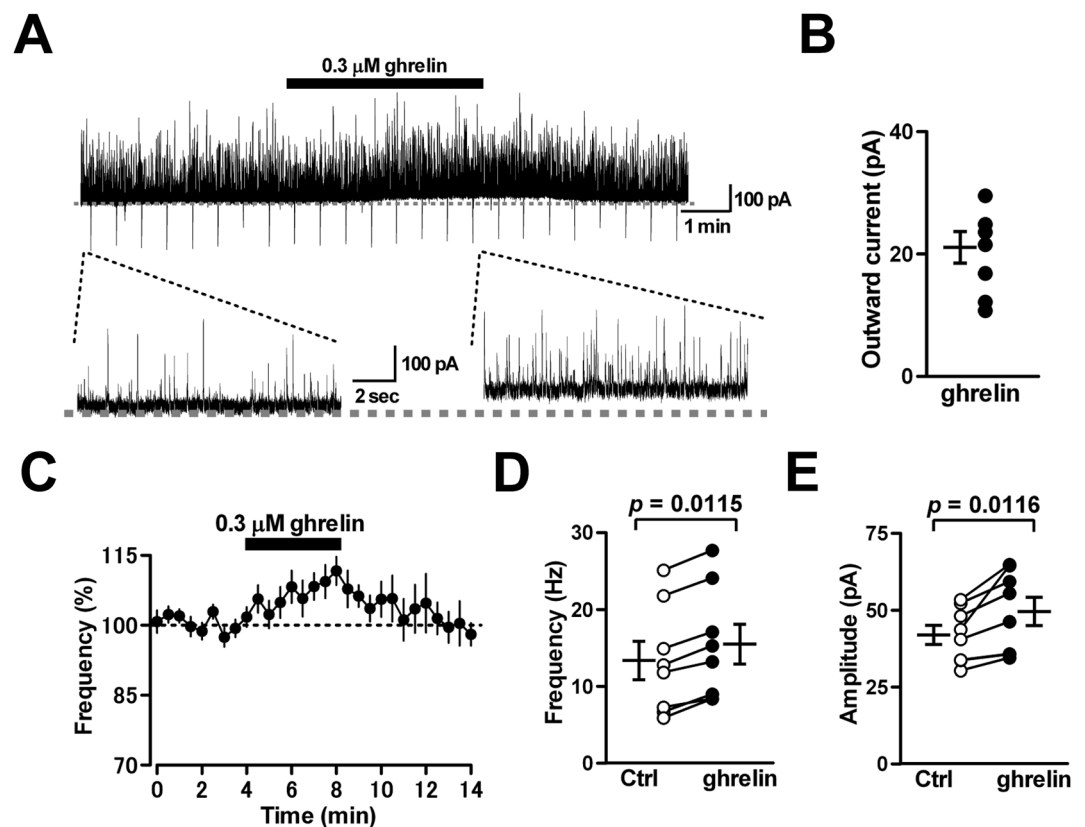 A
0.3 μM ghrelin
100 pA
1 min
100 pA
2 sec
B
Outward current (pA)
40
20
0
ghrelin
C
0.3 μM ghrelin
Frequency (%)
115
100
85
70
0 2 4 6 8 10 12 14
Time (min)
D
p = 0.0115
Frequency (Hz)
30
20
10
0
Ctrl ghrelin
E
p = 0.0116
Amplitude (pA)
75
50
25
0
Ctrl ghrelin